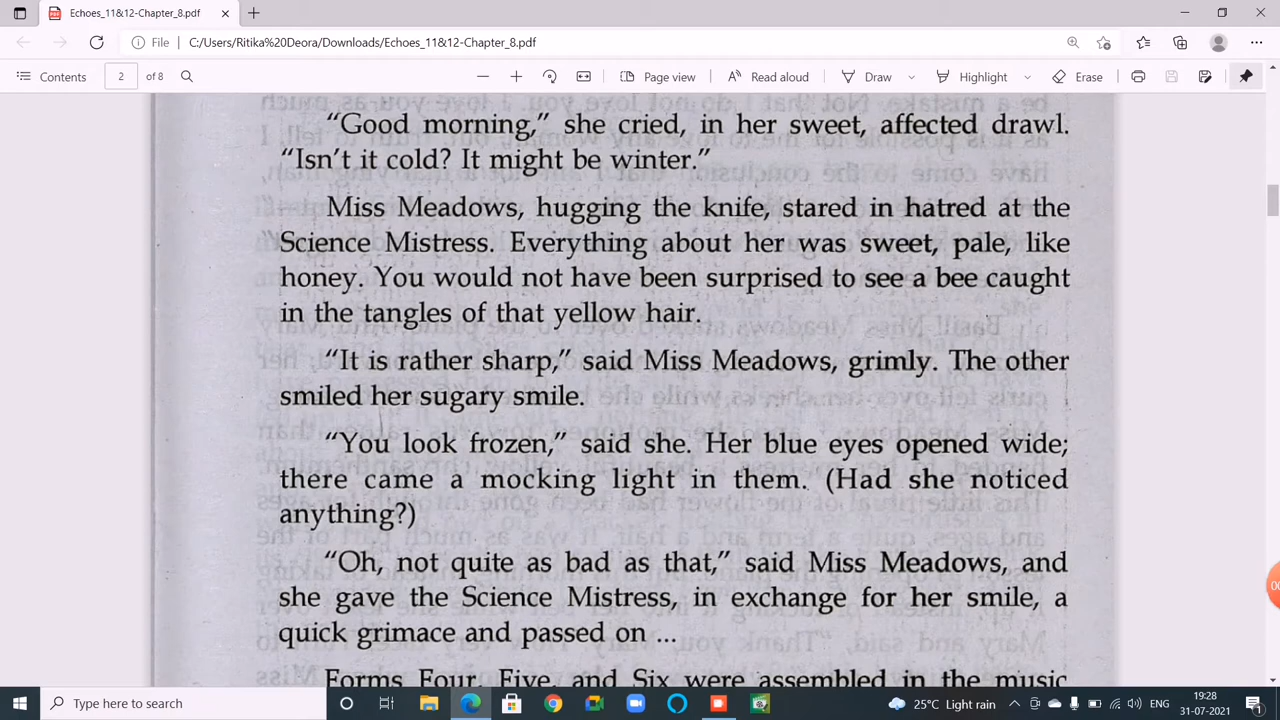 Echoes_11&12-Chapter_8.pdf
File
C:/Users/Ritika%20Deora/Downloads/Echoes_11&12-Chapter_8.pdf
Contents
2
of 8
Page view
Read aloud
Draw
Highlight
Erase
“Good morning,” she cried, in her sweet, affected drawl.
“Isn’t it cold? It might be winter.”
Miss Meadows, hugging the knife, stared in hatred at the
Science Mistress. Everything about her was sweet, pale, like
honey. You would not have been surprised to see a bee caught
in the tangles of that yellow hair.
“It is rather sharp,” said Miss Meadows, grimly. The other
smiled her sugary smile.
“You look frozen,” said she. Her blue eyes opened wide;
there came a mocking light in them. (Had she noticed
anything?)
“Oh, not quite as bad as that,” said Miss Meadows, and
she gave the Science Mistress, in exchange for her smile, a
quick grimace and passed on ...
Forms Four, Five, and Six were assembled in the music
Type here to search
25°C Light rain
19:28
31-07-2021